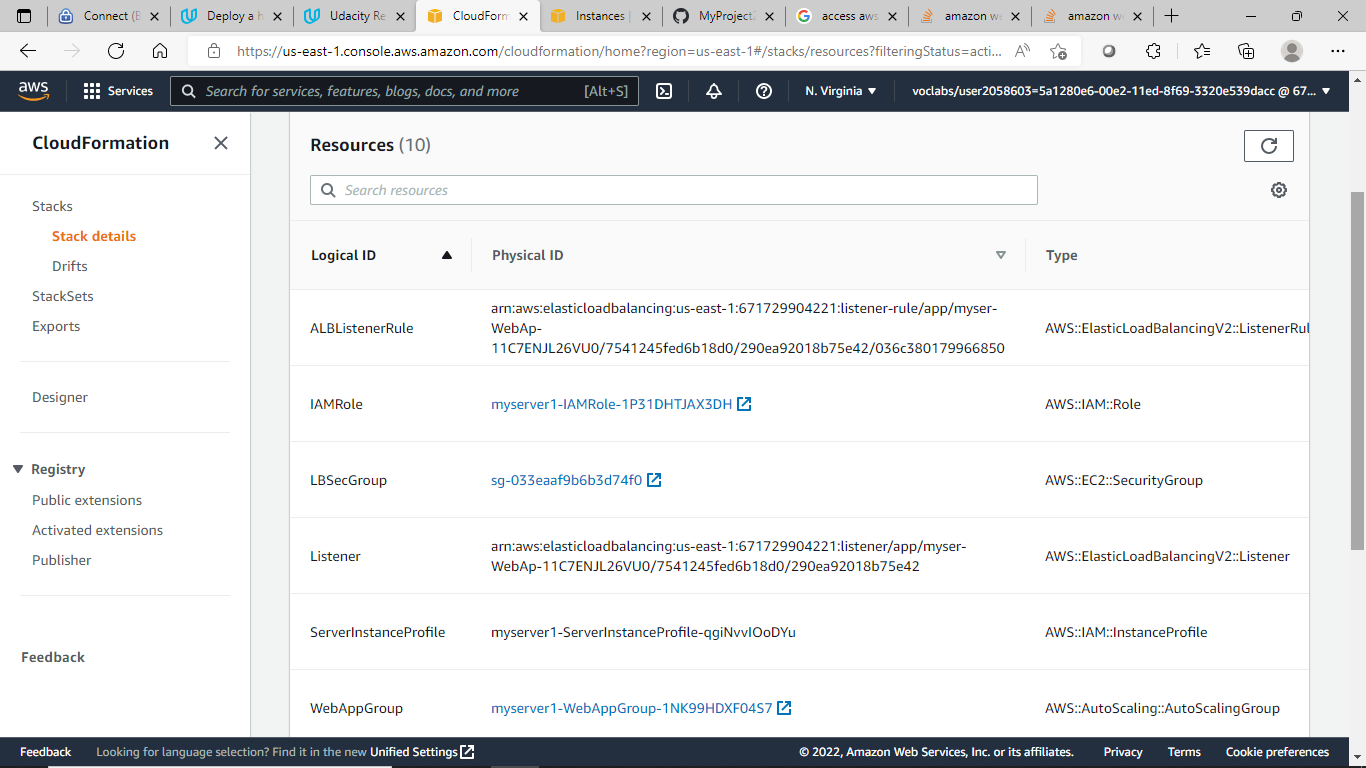 Connect (E
Deploy a h
Udacity Re
CloudForm
Instances |
MyProject2
access aws
amazon we
amazon we
https://us-east-1.console.aws.amazon.com/cloudformation/home?region=us-east-1#/stacks/resources?filteringStatus=acti...
aws
Services
Search for services, features, blogs, docs, and more
[Alt+S]
N. Virginia
voclabs/user2058603=5a1280e6-00e2-11ed-8f69-3320e539dacc @ 67...
CloudFormation
Stacks
Stack details
Drifts
StackSets
Exports
Designer
Registry
Public extensions
Activated extensions
Publisher
Feedback
Resources (10)
Search resources
Logical ID
Physical ID
Type
ALBListenerRule
arn:aws:elasticloadbalancing:us-east-1:671729904221:listener-rule/app/myser-
WebAp-
11C7ENJL26VU0/7541245fed6b18d0/290ea92018b75e42/036c380179966850
AWS::ElasticLoadBalancingV2::ListenerRul
IAMRole
myserver1-IAMRole-1P31DHTJAX3DH
AWS::IAM::Role
LBSecGroup
sg-033eaaf9b6b3d74f0
AWS::EC2::SecurityGroup
Listener
arn:aws:elasticloadbalancing:us-east-1:671729904221:listener/app/myser-
WebAp-11C7ENJL26VU0/7541245fed6b18d0/290ea92018b75e42
AWS::ElasticLoadBalancingV2::Listener
ServerInstanceProfile
myserver1-ServerInstanceProfile-qgiNvvIOoDYu
AWS::IAM::InstanceProfile
WebAppGroup
myserver1-WebAppGroup-1NK99HDXF04S7
AWS::AutoScaling::AutoScalingGroup
Feedback
Looking for language selection? Find it in the new Unified Settings
© 2022, Amazon Web Services, Inc. or its affiliates.
Privacy
Terms
Cookie preferences